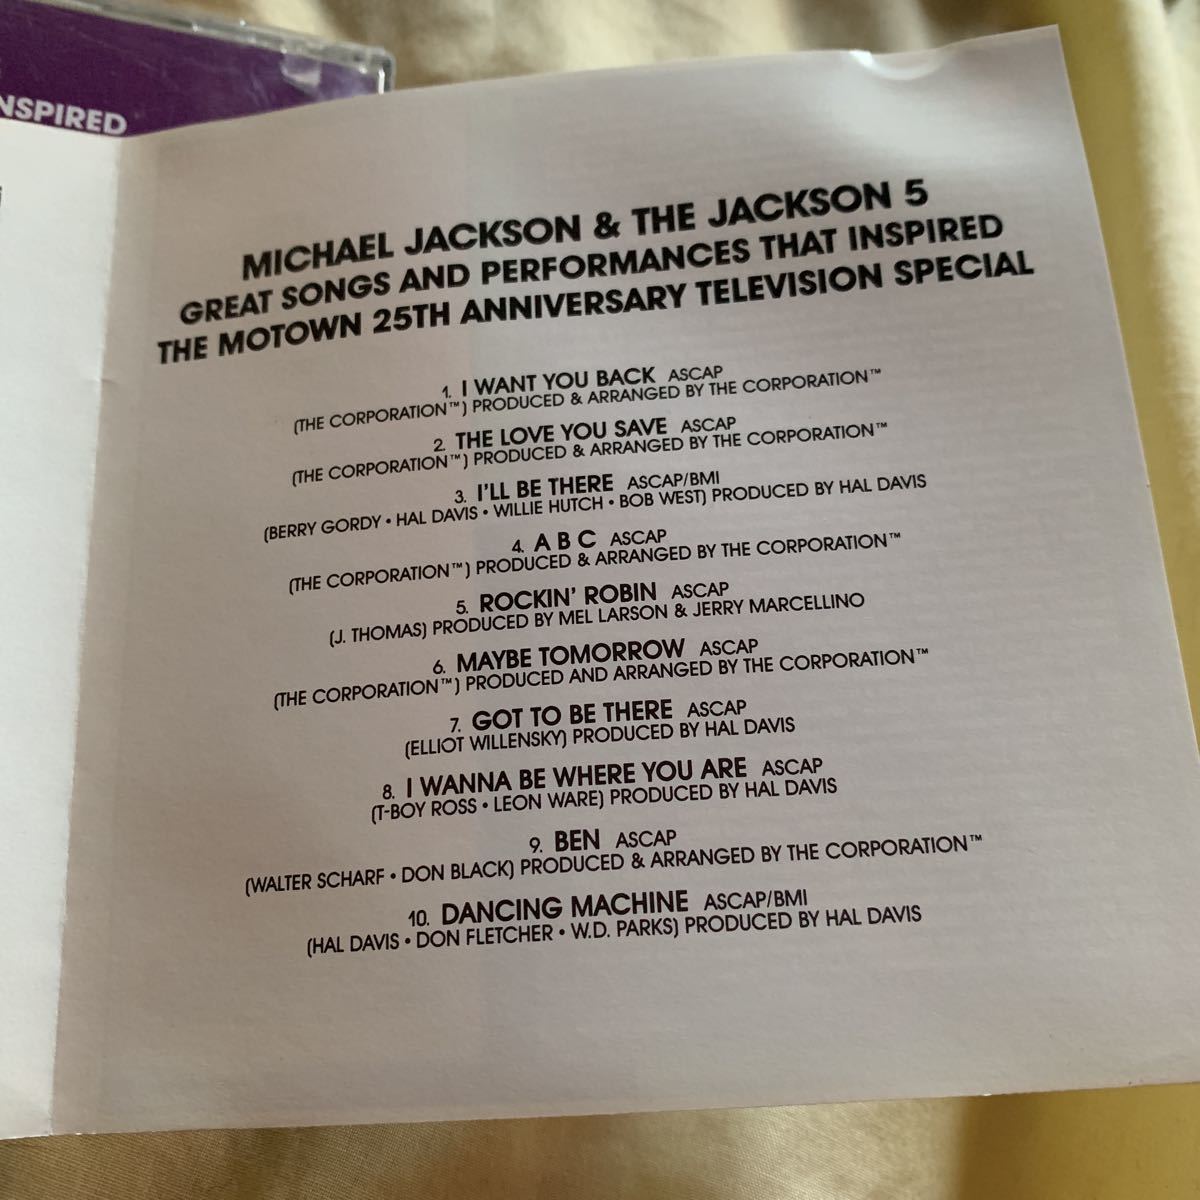 NSPIRED
MICHAEL JACKSON & THE JACKSON 5
GREAT SONGS AND PERFORMANCES THAT INSPIRED
THE MOTOWN 25TH ANNIVERSARY TELEVISION SPECIAL
1. I WANT YOU BACK ASCAP
(THE CORPORATION™) PRODUCED & ARRANGED BY THE CORPORATION™
2. THE LOVE YOU SAVE ASCAP
(THE CORPORATION™) PRODUCED & ARRANGED BY THE CORPORATION™
3. I'LL BE THERE ASCAP/BMI
(BERRY GORDY • HAL DAVIS • WILLIE HUTCH • BOB WEST) PRODUCED BY HAL DAVIS
4. A B C ASCAP
(THE CORPORATION™) PRODUCED & ARRANGED BY THE CORPORATION™
5. ROCKIN' ROBIN ASCAP
(J. THOMAS) PRODUCED BY MEL LARSON & JERRY MARCELLINO
6. MAYBE TOMORROW ASCAP
(THE CORPORATION™) PRODUCED AND ARRANGED BY THE CORPORATION™
7. GOT TO BE THERE ASCAP
(ELLIOT WILLENSKY) PRODUCED BY HAL DAVIS
8. I WANNA BE WHERE YOU ARE ASCAP
(T-BOY ROSS • LEON WARE) PRODUCED BY HAL DAVIS
9. BEN ASCAP
(WALTER SCHARF • DON BLACK) PRODUCED & ARRANGED BY THE CORPORATION™
10. DANCING MACHINE ASCAP/BMI
(HAL DAVIS • DON FLETCHER • W.D. PARKS) PRODUCED BY HAL DAVIS